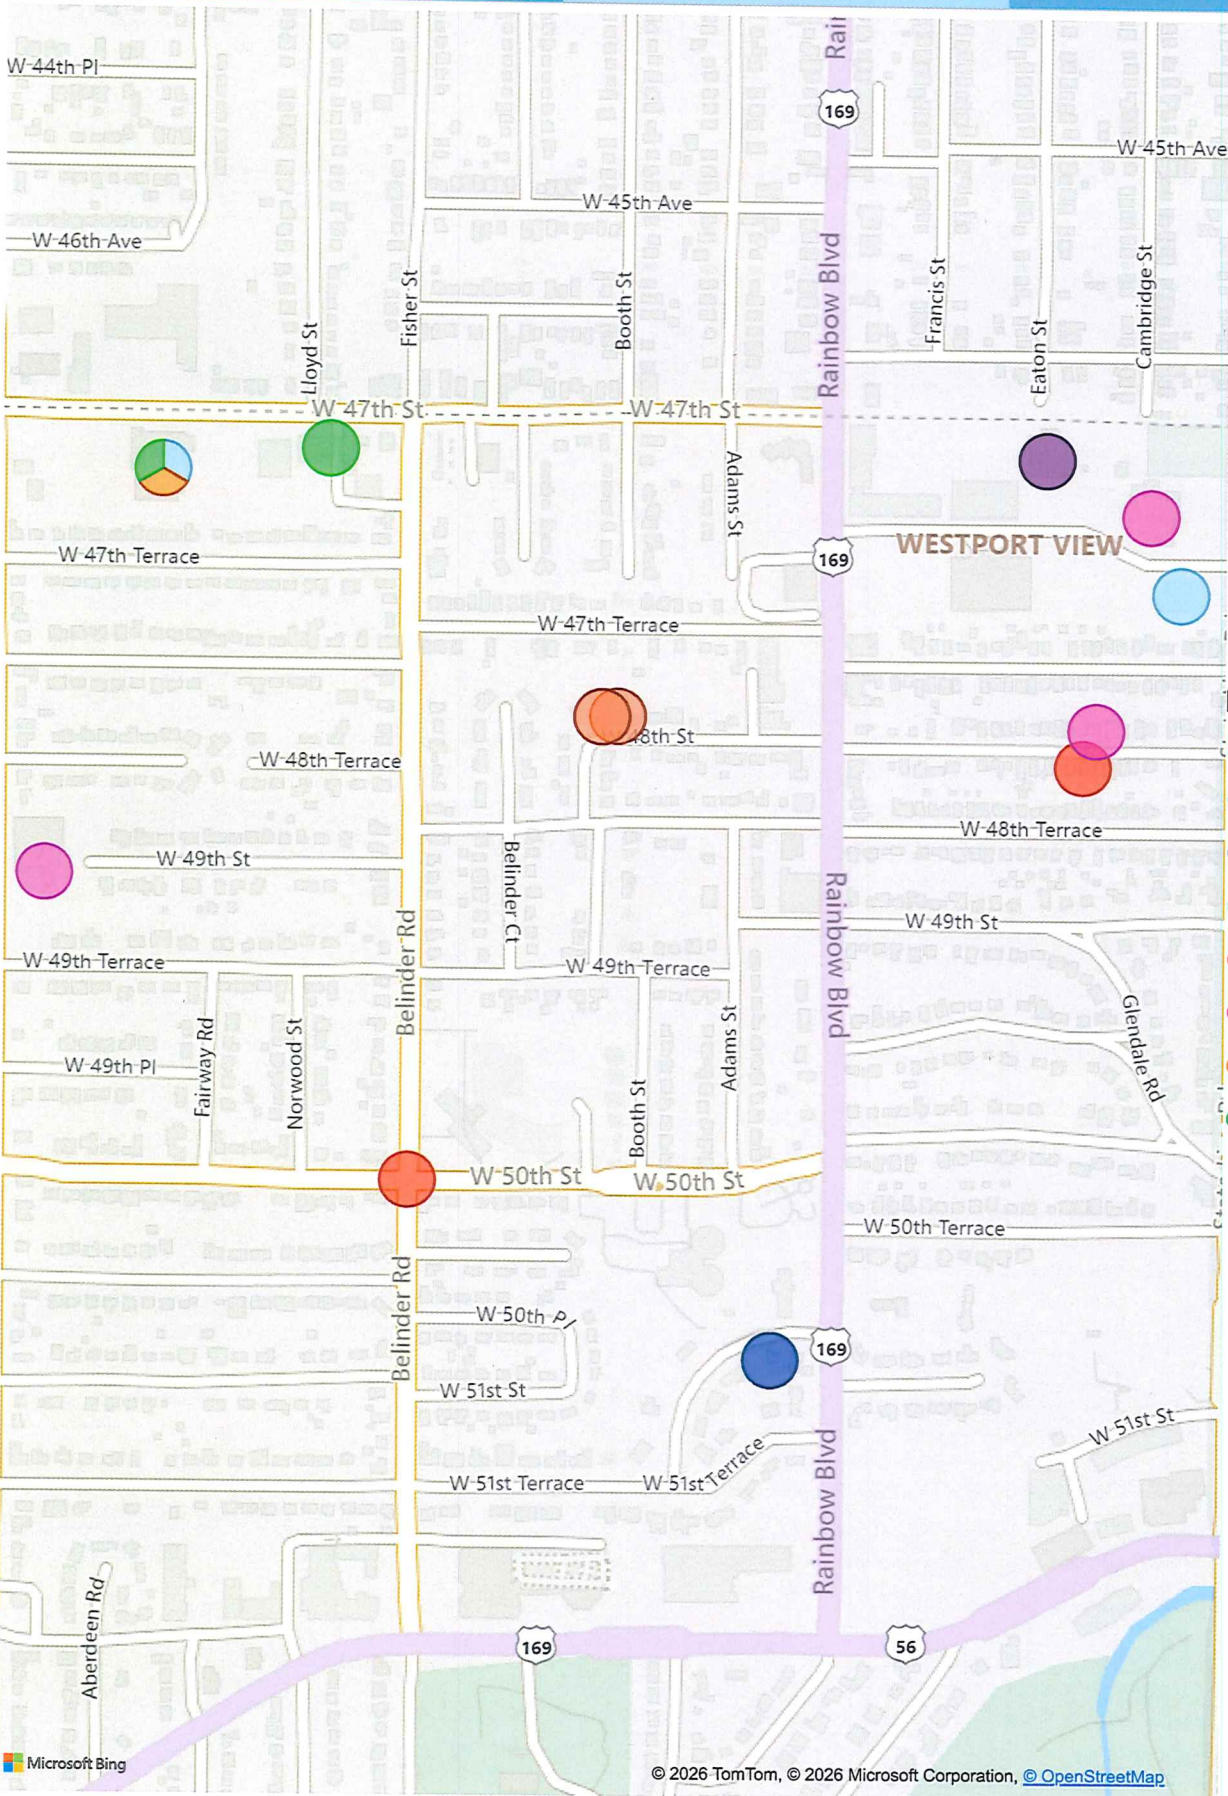 Rai
W 44th Pl
169
W 45th Ave
W 45th Ave
W 46th Ave
Rainbow Blvd
Francis St
Cambridge St
Fisher St
Booth St
Lloyd St
Eaton St
W 47th St
W 47th St
Adams St
WESTPORT VIEW
W 47th Terrace
169
W 47th Terrace
48th St
W 48th Terrace
W 48th Terrace
W 49th St
Belinder Ct
Rainbow Blvd
W 49th St
Belinder Rd
W 49th Terrace
W 49th Terrace
Glendale Rd
Fairway Rd
Norwood St
Adams St
W 49th Pl
Booth St
W 50th St
W 50th St
W 50th Terrace
Belinder Rd
W 50th Pl
169
W 51st St
W 51st St
Rainbow Blvd
W 51st Terrace
W 51st Terrace
Aberdeen Rd
169
56
Microsoft Bing
© 2026 TomTom, © 2026 Microsoft Corporation, © OpenStreetMap